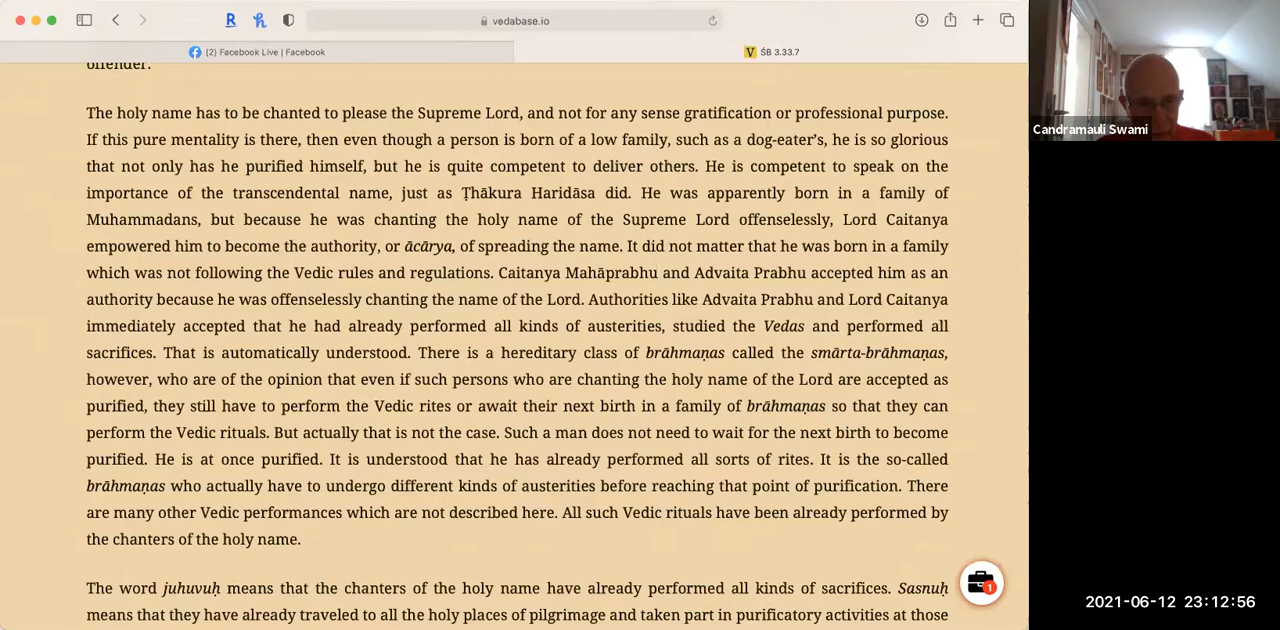 vedabase.io
(2) Facebook Live | Facebook
V ŚB 3.33.7
offender.
The holy name has to be chanted to please the Supreme Lord, and not for any sense gratification or professional purpose.
If this pure mentality is there, then even though a person is born of a low family, such as a dog-eater’s, he is so glorious
that not only has he purified himself, but he is quite competent to deliver others. He is competent to speak on the
importance of the transcendental name, just as Ṭhākura Haridāsa did. He was apparently born in a family of
Muhammadans, but because he was chanting the holy name of the Supreme Lord offenselessly, Lord Caitanya
empowered him to become the authority, or ācārya, of spreading the name. It did not matter that he was born in a family
which was not following the Vedic rules and regulations. Caitanya Mahāprabhu and Advaita Prabhu accepted him as an
authority because he was offenselessly chanting the name of the Lord. Authorities like Advaita Prabhu and Lord Caitanya
immediately accepted that he had already performed all kinds of austerities, studied the Vedas and performed all
sacrifices. That is automatically understood. There is a hereditary class of brāhmaṇas called the smārta-brāhmaṇas,
however, who are of the opinion that even if such persons who are chanting the holy name of the Lord are accepted as
purified, they still have to perform the Vedic rites or await their next birth in a family of brāhmaṇas so that they can
perform the Vedic rituals. But actually that is not the case. Such a man does not need to wait for the next birth to become
purified. He is at once purified. It is understood that he has already performed all sorts of rites. It is the so-called
brāhmaṇas who actually have to undergo different kinds of austerities before reaching that point of purification. There
are many other Vedic performances which are not described here. All such Vedic rituals have been already performed by
the chanters of the holy name.
The word juhuvuḥ means that the chanters of the holy name have already performed all kinds of sacrifices. Sasnuḥ
means that they have already traveled to all the holy places of pilgrimage and taken part in purificatory activities at those
1
Candramauli Swami
2021-06-12 23:12:56